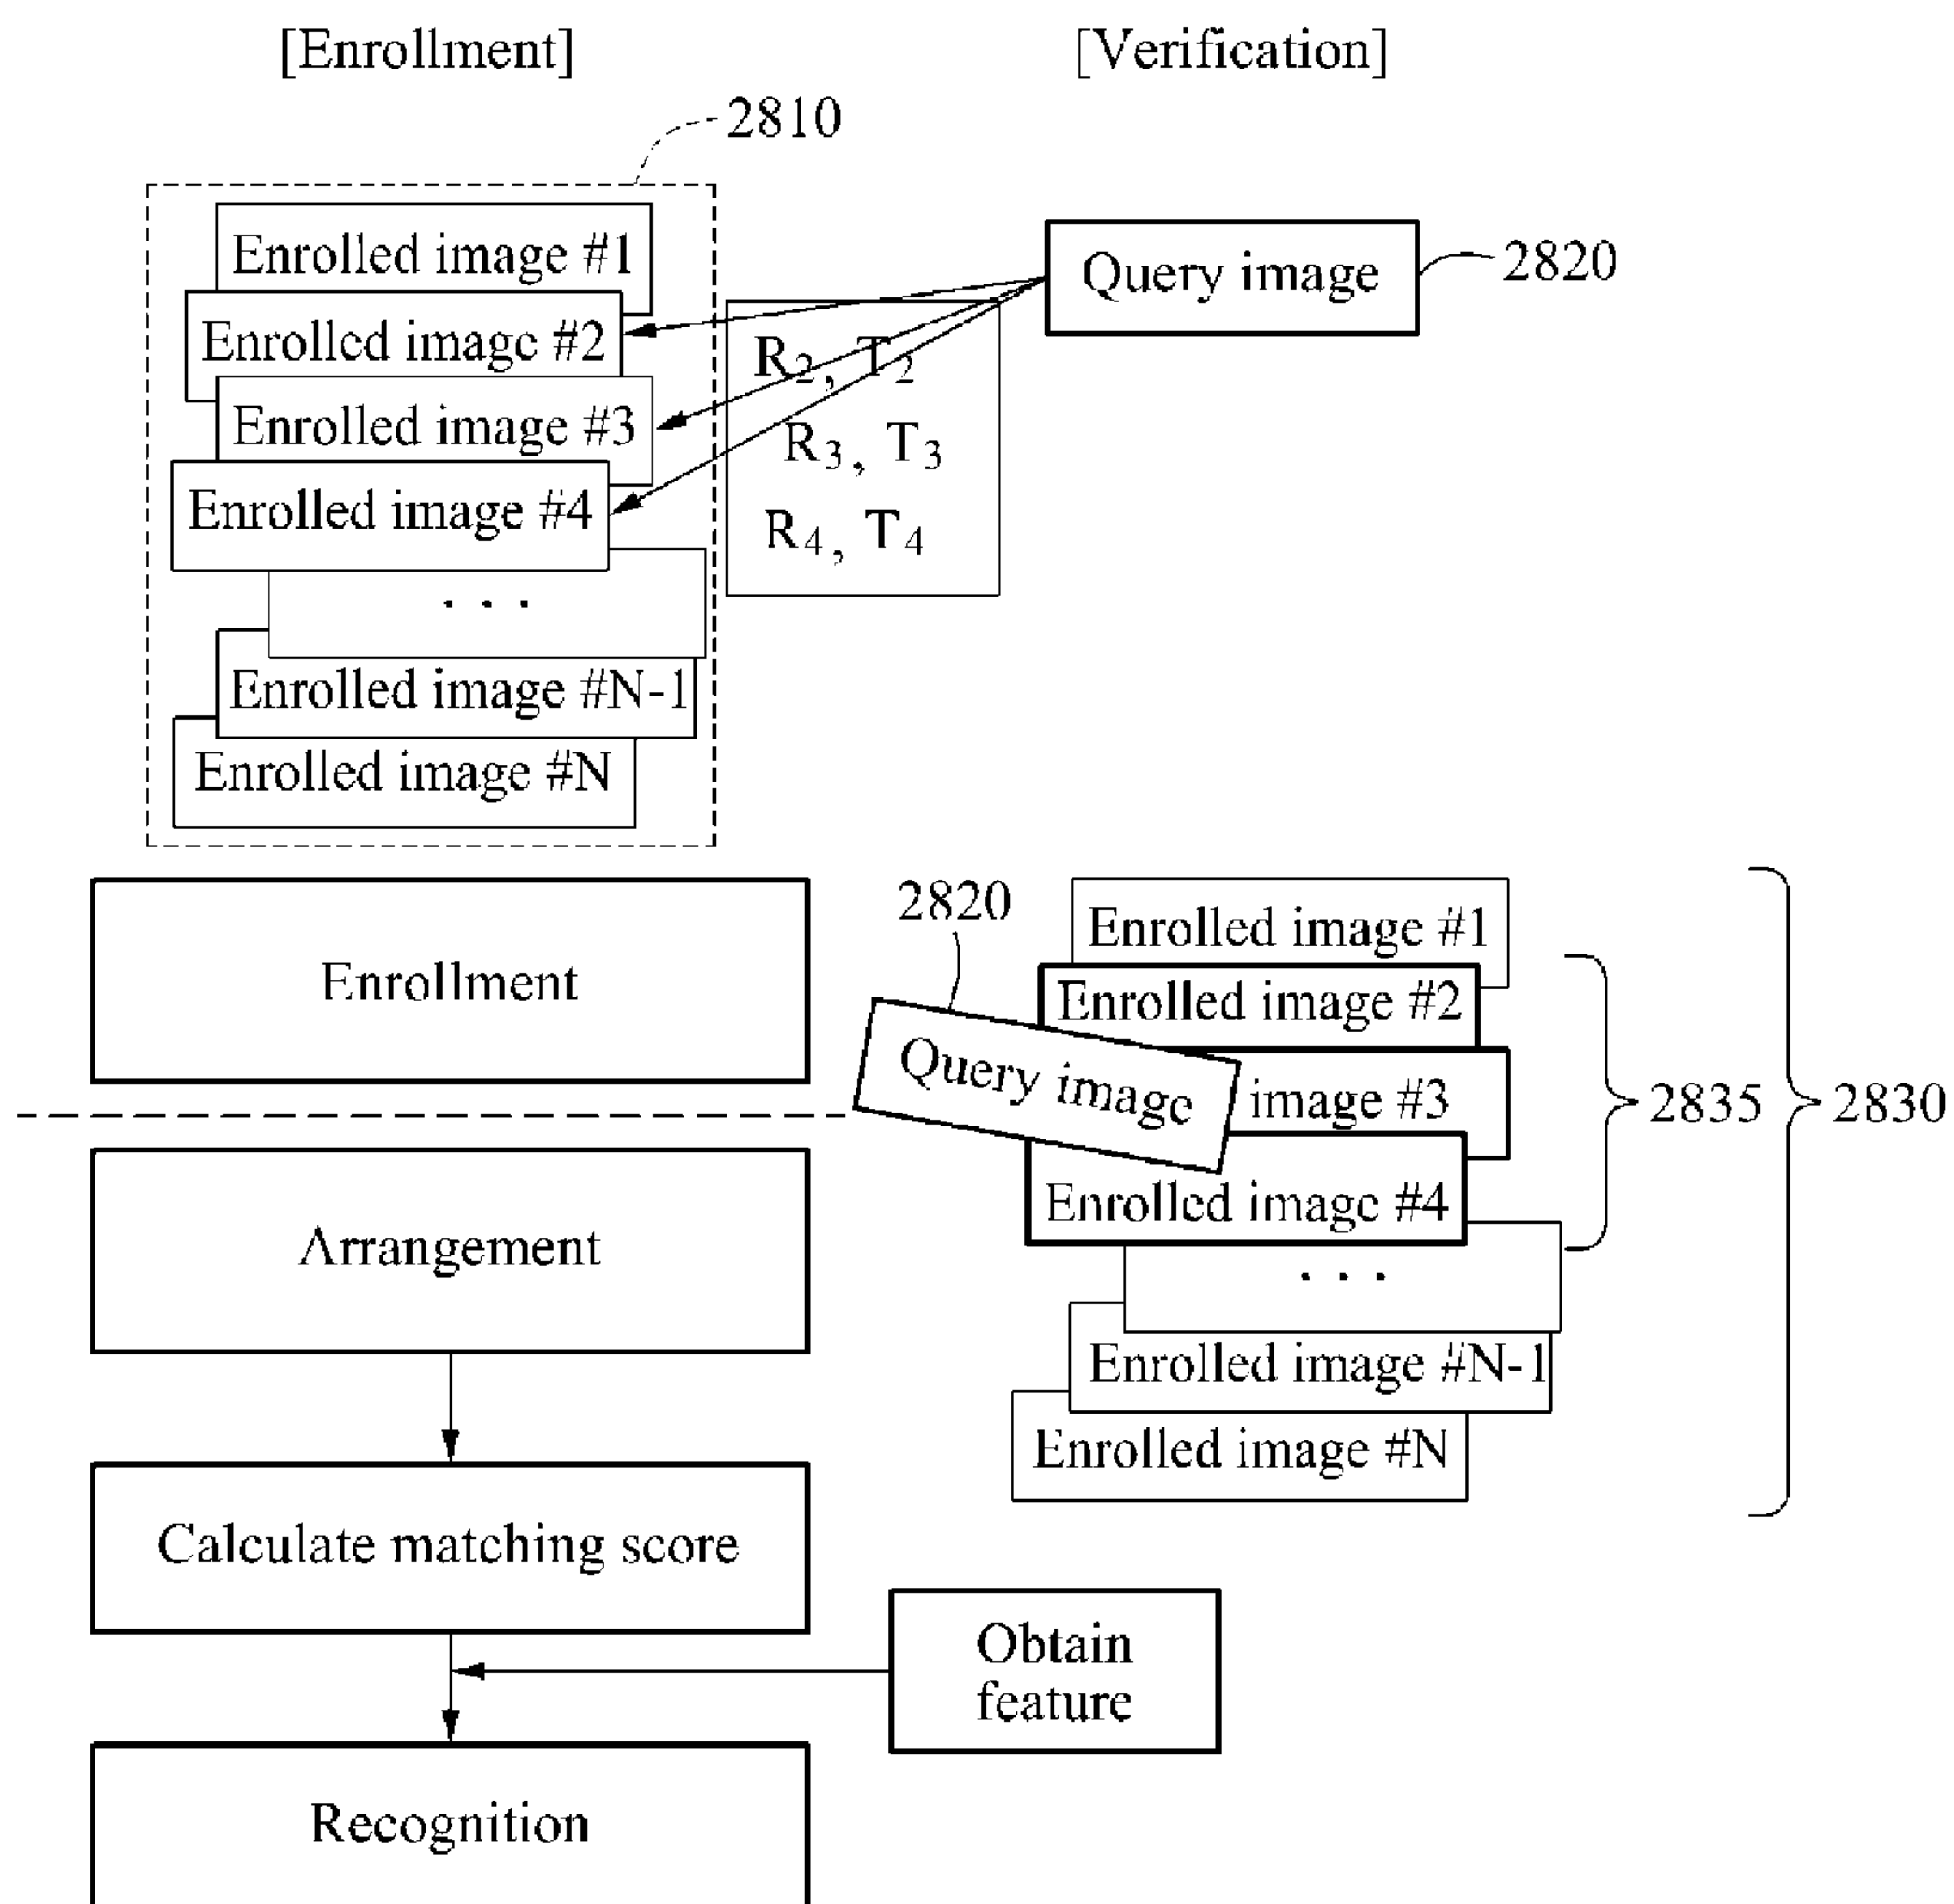 [Enrollment]
[Verification]
2810
Enrolled image #1
Query image
2820
Enrolled image #2
R2, T2
Enrolled image #3
R3, T3
Enrolled image #4
R4, T4
. . .
Enrolled image #N-1
Enrolled image #N
Enrollment
2820
Enrolled image #1
Enrolled image #2
Query image
image #3
2835
2830
Enrolled image #4
. . .
Enrolled image #N-1
Enrolled image #N
Arrangement
Calculate matching score
Obtain
feature
Recognition